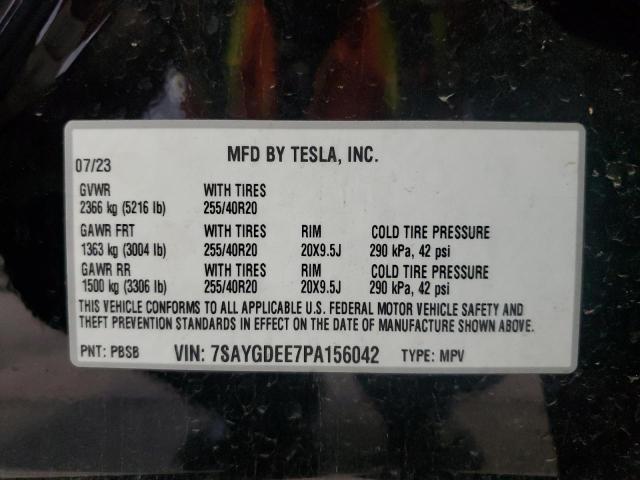 MFD BY TESLA, INC.
07/23
GVWR WITH TIRES
2366 kg (5216 lb) 255/40R20
GAWR FRT WITH TIRES RIM COLD TIRE PRESSURE
1363 kg (3004 lb) 255/40R20 20X9.5J 290 kPa, 42 psi
GAWR RR WITH TIRES RIM COLD TIRE PRESSURE
1500 kg (3306 lb) 255/40R20 20X9.5J 290 kPa, 42 psi
THIS VEHICLE CONFORMS TO ALL APPLICABLE U.S. FEDERAL MOTOR VEHICLE SAFETY AND
THEFT PREVENTION STANDARDS IN EFFECT ON THE DATE OF MANUFACTURE SHOWN ABOVE.
PNT: PBSB VIN: 7SAYGDEE7PA156042 TYPE: MPV